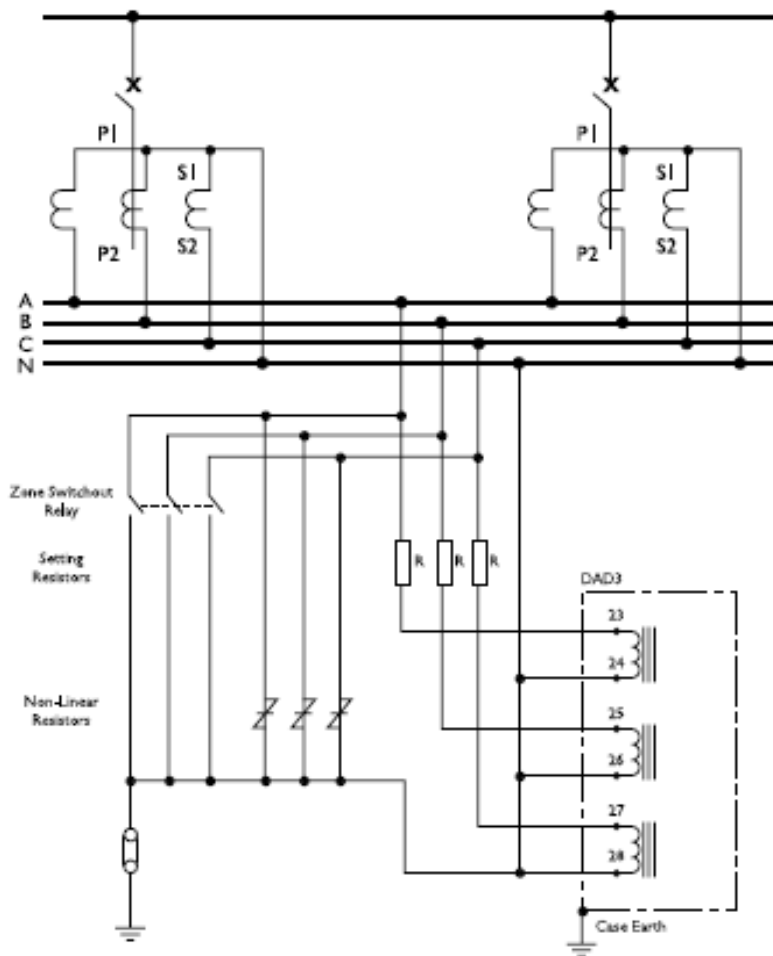 P1
P1
S1
S1
P2
S2
P2
S2
A
B
C
N
Zone Switchout
Relay
Setting
Resistors
R
R
R
DAD3
23
24
Non-Linear
Resistors
25
26
27
28
Case Earth